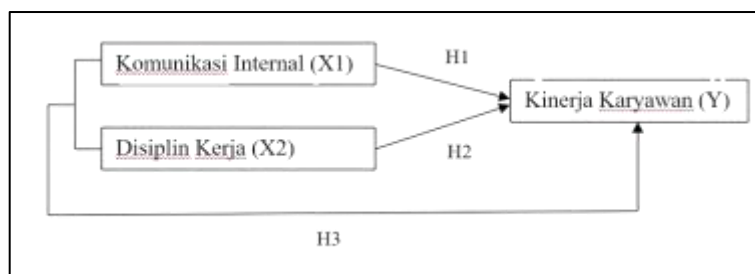 Komunikasi Internal (X1)
H1
Kinerja Karyawan (Y)
Disiplin Kerja (X2)
H2
H3